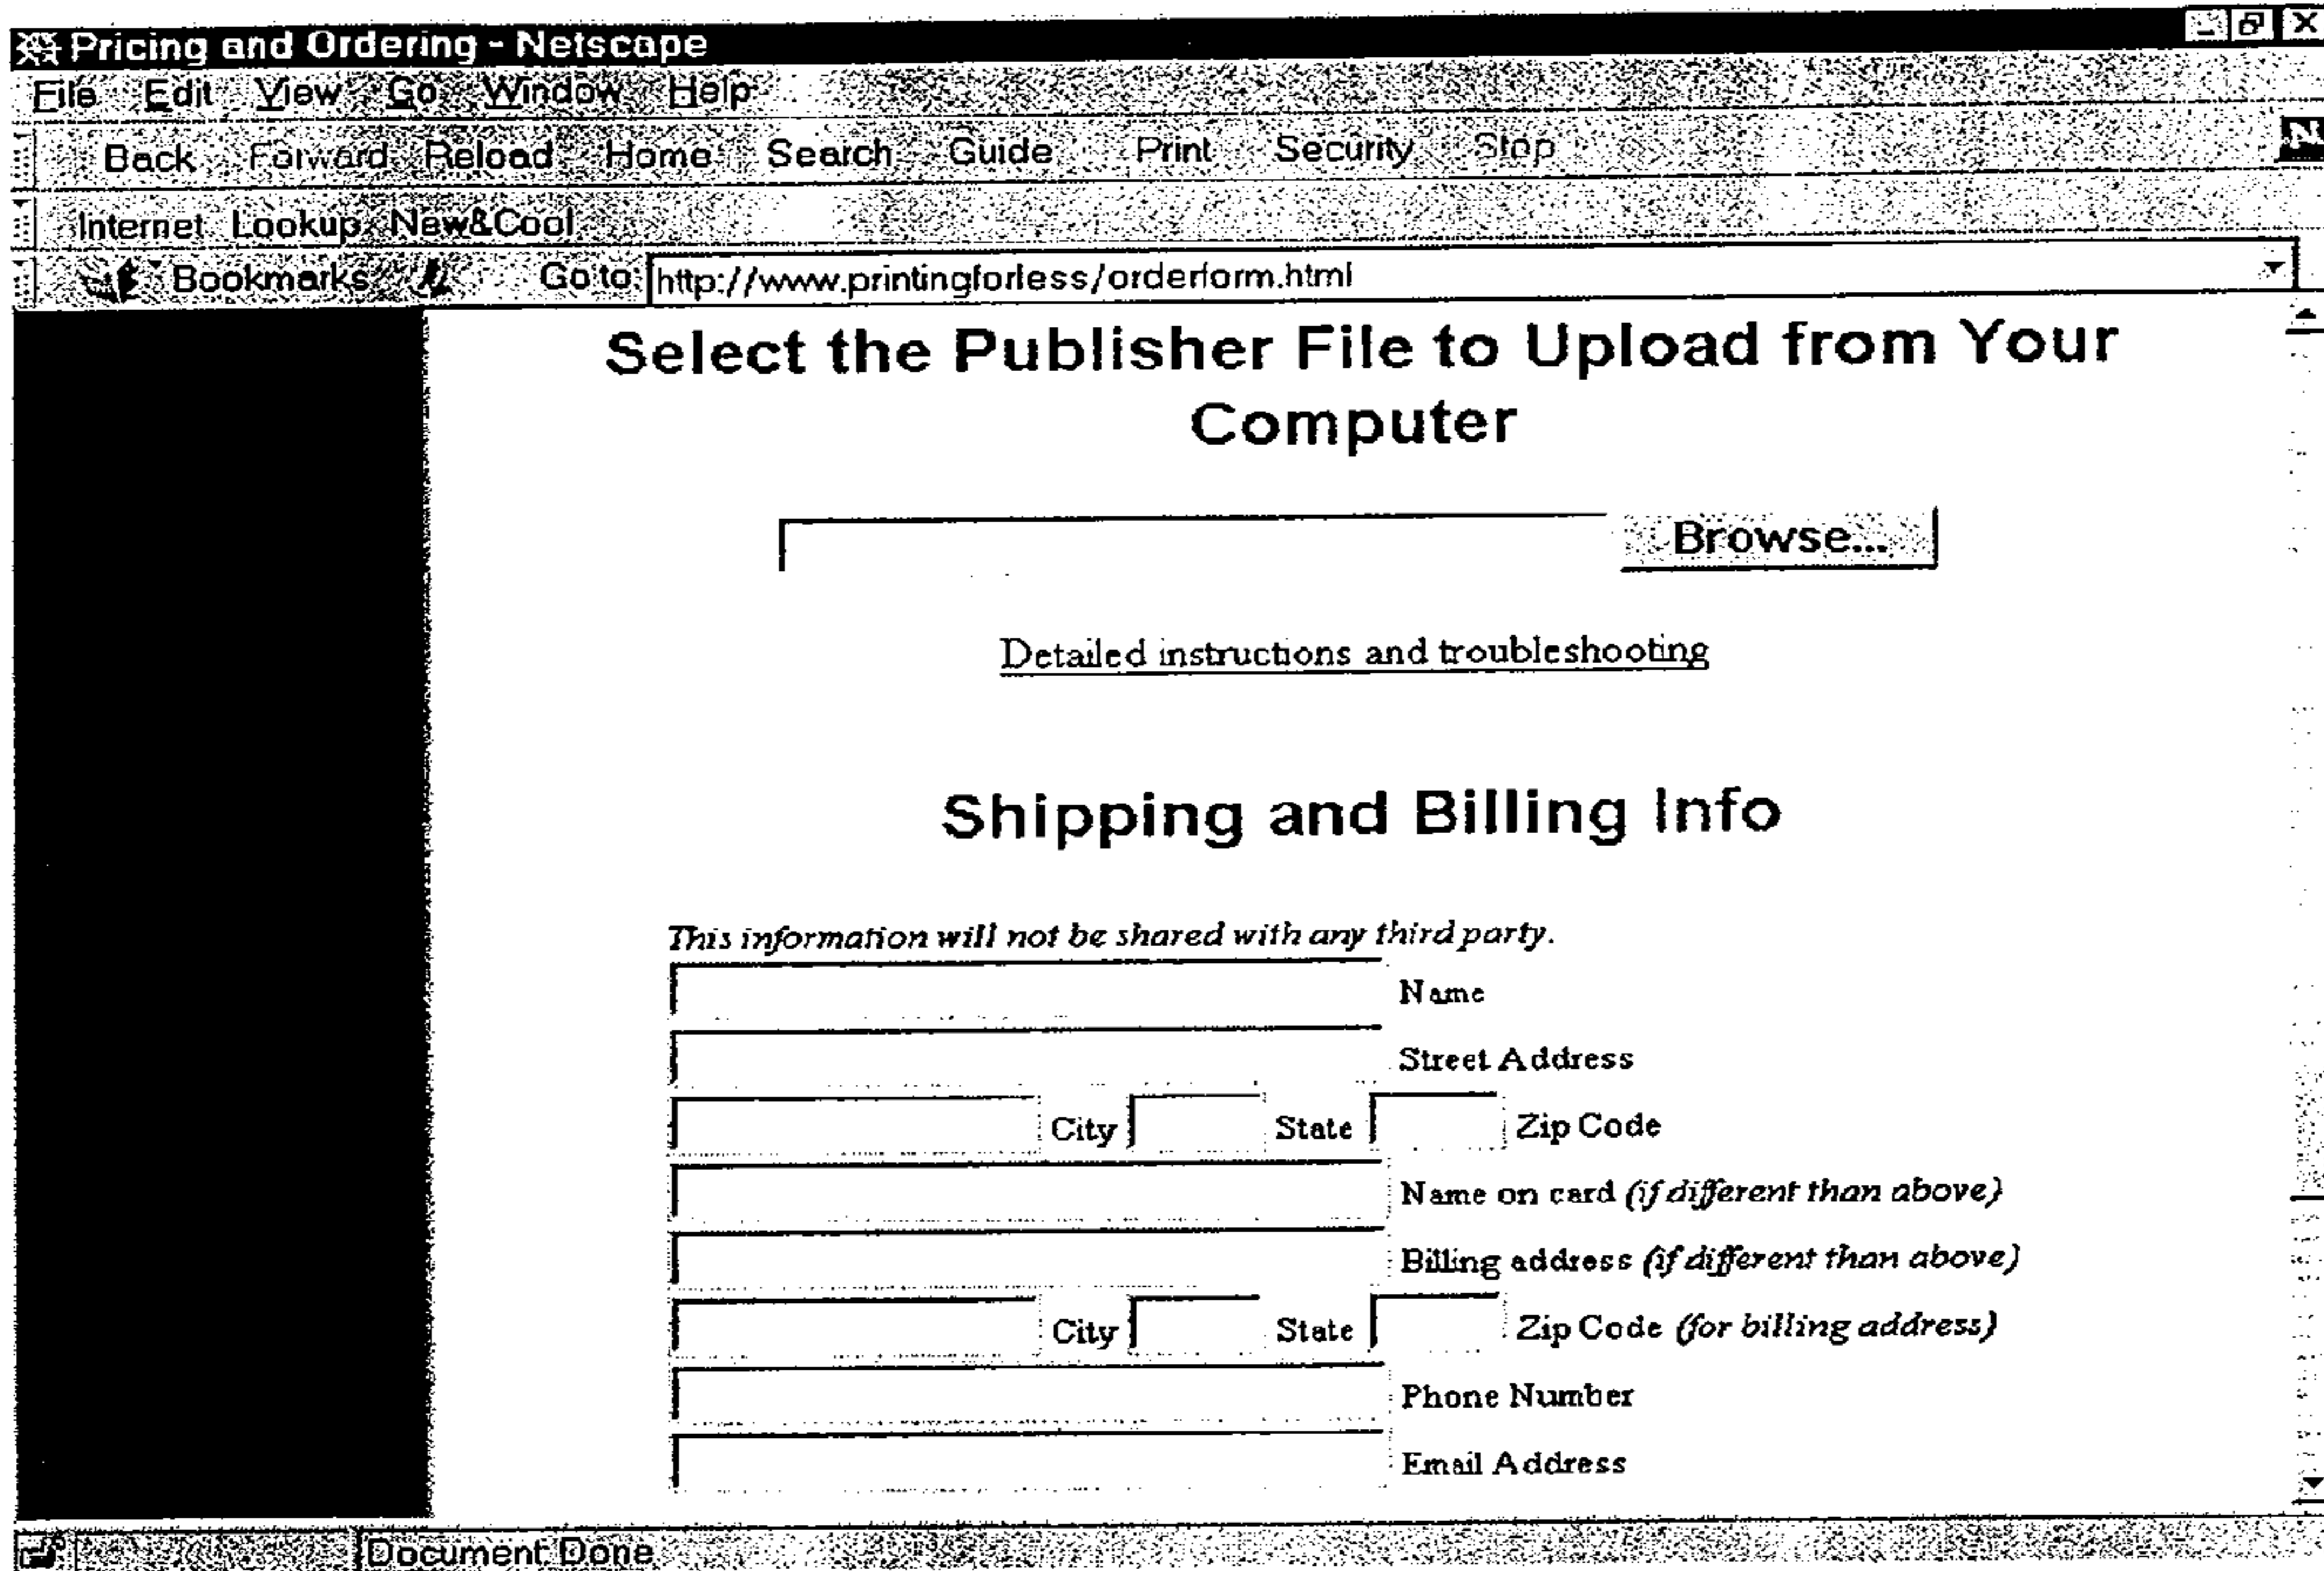 Pricing and Ordering - Netscape
File Edit View Go Window Help
Back Forward Reload Home Search Guide Print Security Stop
N
Internet Lookup New&Cool
Bookmarks Go to: http://www.printingforless/orderform.html
Select the Publisher File to Upload from Your
Computer
Browse...
Detailed instructions and troubleshooting
Shipping and Billing Info
This information will not be shared with any third party.
Name
Street Address
City State Zip Code
Name on card (if different than above)
Billing address (if different than above)
City State Zip Code (for billing address)
Phone Number
Email Address
Document Done